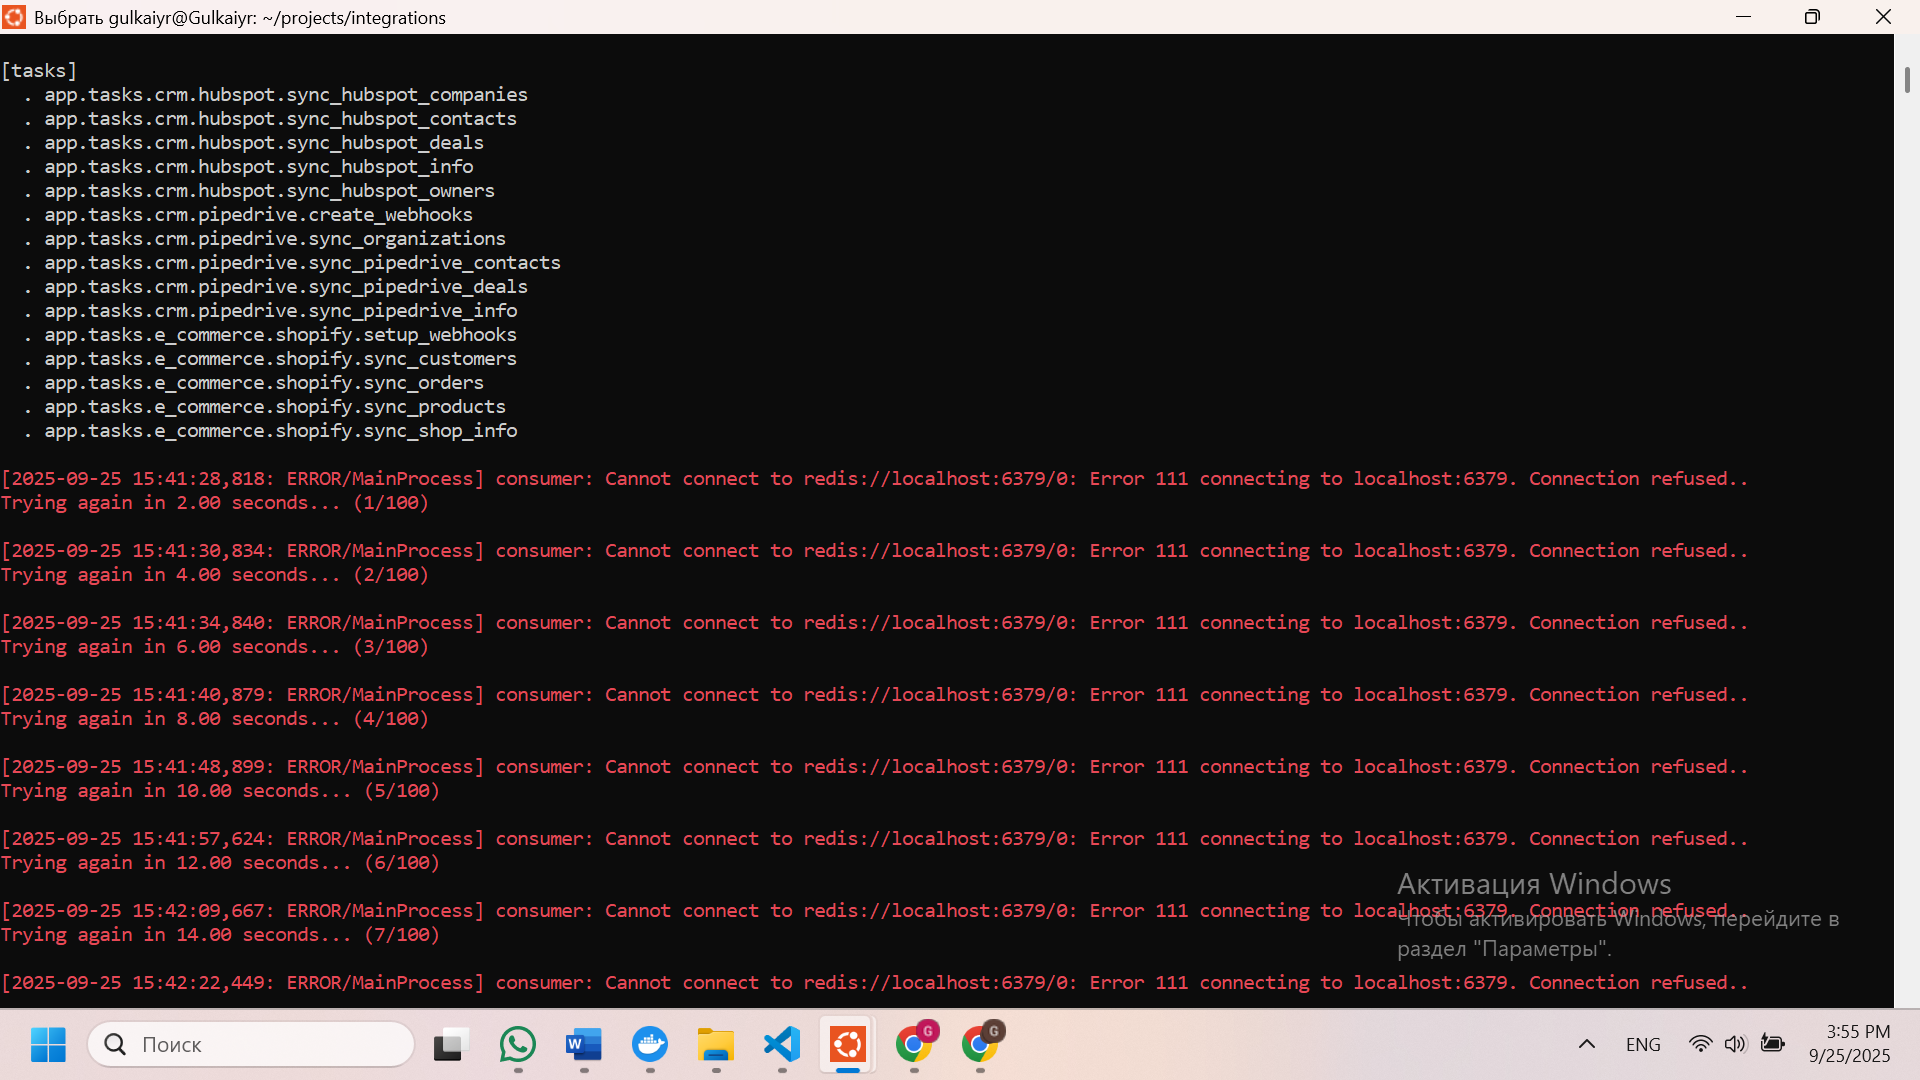 Выбрать gulkaiyr@Gulkaiyr: ~/projects/integrations
[tasks]
. app.tasks.crm.hubspot.sync_hubspot_companies
. app.tasks.crm.hubspot.sync_hubspot_contacts
. app.tasks.crm.hubspot.sync_hubspot_deals
. app.tasks.crm.hubspot.sync_hubspot_info
. app.tasks.crm.hubspot.sync_hubspot_owners
. app.tasks.crm.pipedrive.create_webhooks
. app.tasks.crm.pipedrive.sync_organizations
. app.tasks.crm.pipedrive.sync_pipedrive_contacts
. app.tasks.crm.pipedrive.sync_pipedrive_deals
. app.tasks.crm.pipedrive.sync_pipedrive_info
. app.tasks.e_commerce.shopify.setup_webhooks
. app.tasks.e_commerce.shopify.sync_customers
. app.tasks.e_commerce.shopify.sync_orders
. app.tasks.e_commerce.shopify.sync_products
. app.tasks.e_commerce.shopify.sync_shop_info
[2025-09-25 15:41:28,818: ERROR/MainProcess] consumer: Cannot connect to redis://localhost:6379/0: Error 111 connecting to localhost:6379. Connection refused..
Trying again in 2.00 seconds... (1/100)
[2025-09-25 15:41:30,834: ERROR/MainProcess] consumer: Cannot connect to redis://localhost:6379/0: Error 111 connecting to localhost:6379. Connection refused..
Trying again in 4.00 seconds... (2/100)
[2025-09-25 15:41:34,840: ERROR/MainProcess] consumer: Cannot connect to redis://localhost:6379/0: Error 111 connecting to localhost:6379. Connection refused..
Trying again in 6.00 seconds... (3/100)
[2025-09-25 15:41:40,879: ERROR/MainProcess] consumer: Cannot connect to redis://localhost:6379/0: Error 111 connecting to localhost:6379. Connection refused..
Trying again in 8.00 seconds... (4/100)
[2025-09-25 15:41:48,899: ERROR/MainProcess] consumer: Cannot connect to redis://localhost:6379/0: Error 111 connecting to localhost:6379. Connection refused..
Trying again in 10.00 seconds... (5/100)
[2025-09-25 15:41:57,624: ERROR/MainProcess] consumer: Cannot connect to redis://localhost:6379/0: Error 111 connecting to localhost:6379. Connection refused..
Trying again in 12.00 seconds... (6/100)
[2025-09-25 15:42:09,667: ERROR/MainProcess] consumer: Cannot connect to redis://localhost:6379/0: Error 111 connecting to localhost:6379. Connection refused..
Trying again in 14.00 seconds... (7/100)
[2025-09-25 15:42:22,449: ERROR/MainProcess] consumer: Cannot connect to redis://localhost:6379/0: Error 111 connecting to localhost:6379. Connection refused..
Активация Windows
Чтобы активировать Windows, перейдите в
раздел "Параметры".
Поиск
W
G
G
ENG
3:55 PM
9/25/2025